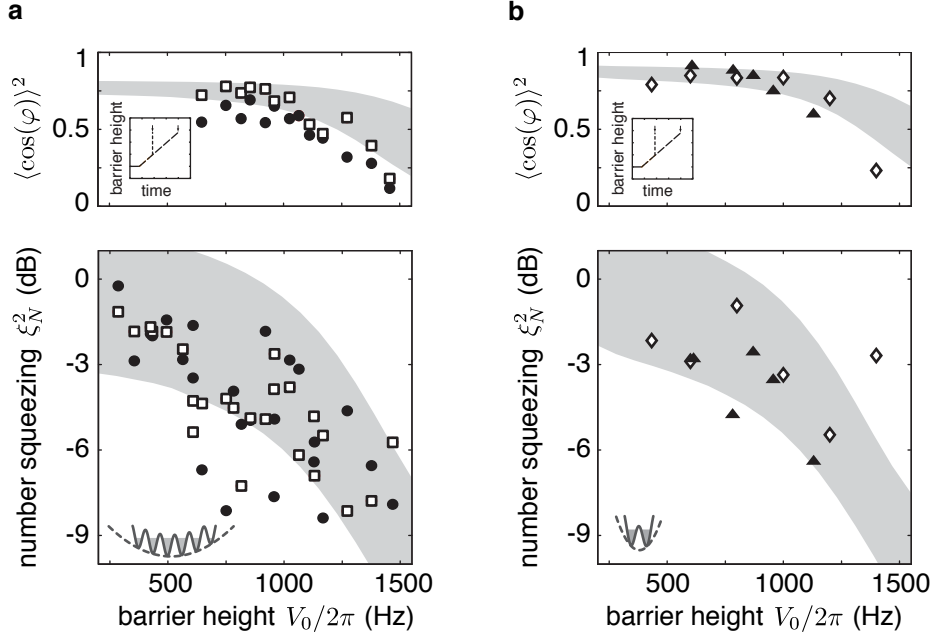 a
b
⟨cos(φ)⟩²
1
0.5
0
barrier height
time
1
0.5
0
⟨cos(φ)⟩²
barrier height
time
number squeezing ξ²_N (dB)
0
-3
-6
-9
500 1000 1500
barrier height V₀/2π (Hz)
number squeezing ξ²_N (dB)
0
-3
-6
-9
500 1000 1500
barrier height V₀/2π (Hz)